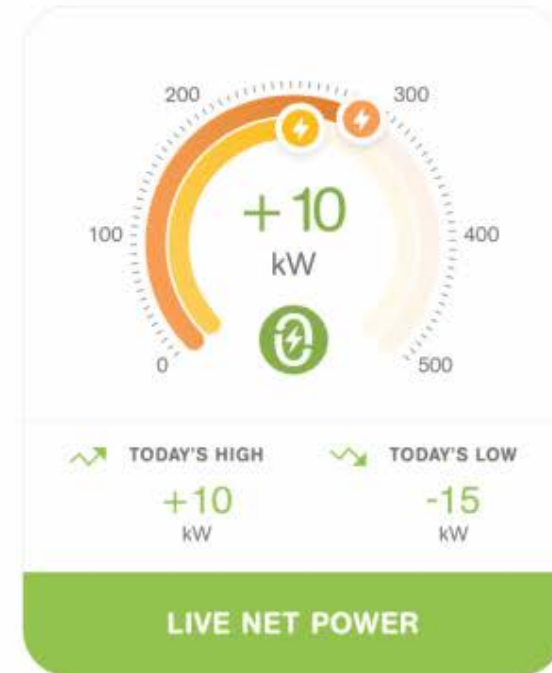 200
300
100
+10
400
kW
0
500
TODAY'S HIGH
TODAY'S LOW
+10
-15
kW
kW
LIVE NET POWER